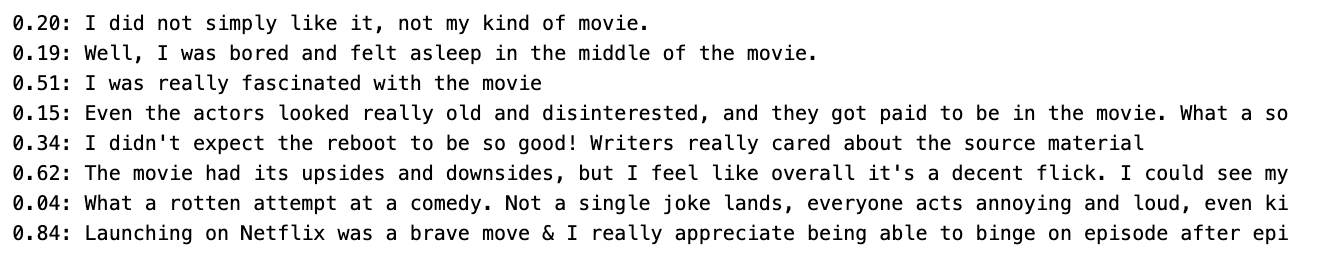 0.20: I did not simply like it, not my kind of movie.
0.19: Well, I was bored and felt asleep in the middle of the movie.
0.51: I was really fascinated with the movie
0.15: Even the actors looked really old and disinterested, and they got paid to be in the movie. What a so
0.34: I didn't expect the reboot to be so good! Writers really cared about the source material
0.62: The movie had its upsides and downsides, but I feel like overall it's a decent flick. I could see my
0.04: What a rotten attempt at a comedy. Not a single joke lands, everyone acts annoying and loud, even ki
0.84: Launching on Netflix was a brave move & I really appreciate being able to binge on episode after epi